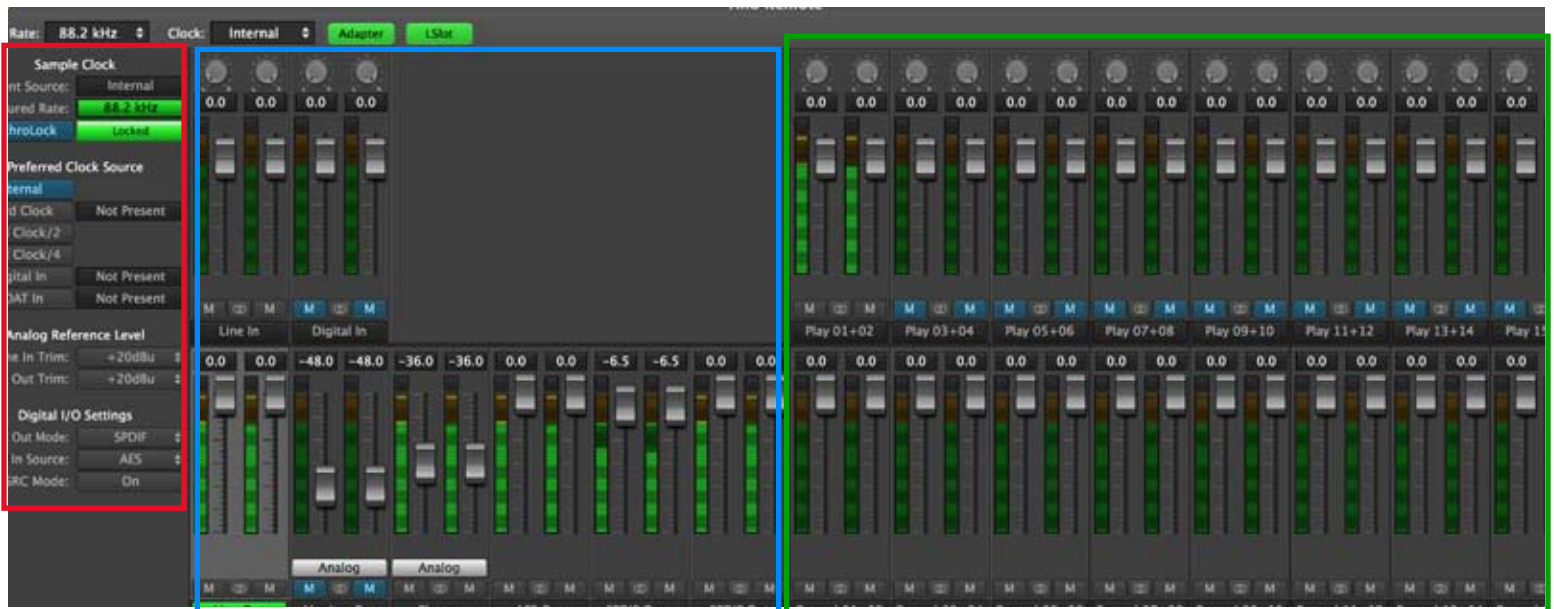 Rate: 88.2 kHz Clock: Internal Adapter LSlot
Sample Clock
Source: Internal
Rate: 88.2 kHz
Locked
Preferred Clock Source
Clock Not Present
Clock/2
Clock/4
In Not Present
In Not Present
Analog Reference Level
In Trim: +20dBu
Out Trim: +20dBu
Digital I/O Settings
Out Mode: SPDIF
In Source: AES
SRC Mode: On
0.0 0.0 0.0 0.0
M M M M
Line In Digital In
0.0 0.0 -48.0 -48.0 -36.0 -36.0 0.0 0.0 -6.5 -6.5 0.0 0.0
Analog Analog
M M M M M M M M M M M M
0.0 0.0 0.0 0.0 0.0 0.0 0.0 0.0 0.0 0.0 0.0 0.0 0.0 0.0 0.0
M M M M M M M M M M M M M M M
Play 01+02 Play 03+04 Play 05+06 Play 07+08 Play 09+10 Play 11+12 Play 13+14 Play
0.0 0.0 0.0 0.0 0.0 0.0 0.0 0.0 0.0 0.0 0.0 0.0 0.0 0.0 0.0
M M M M M M M M M M M M M M M